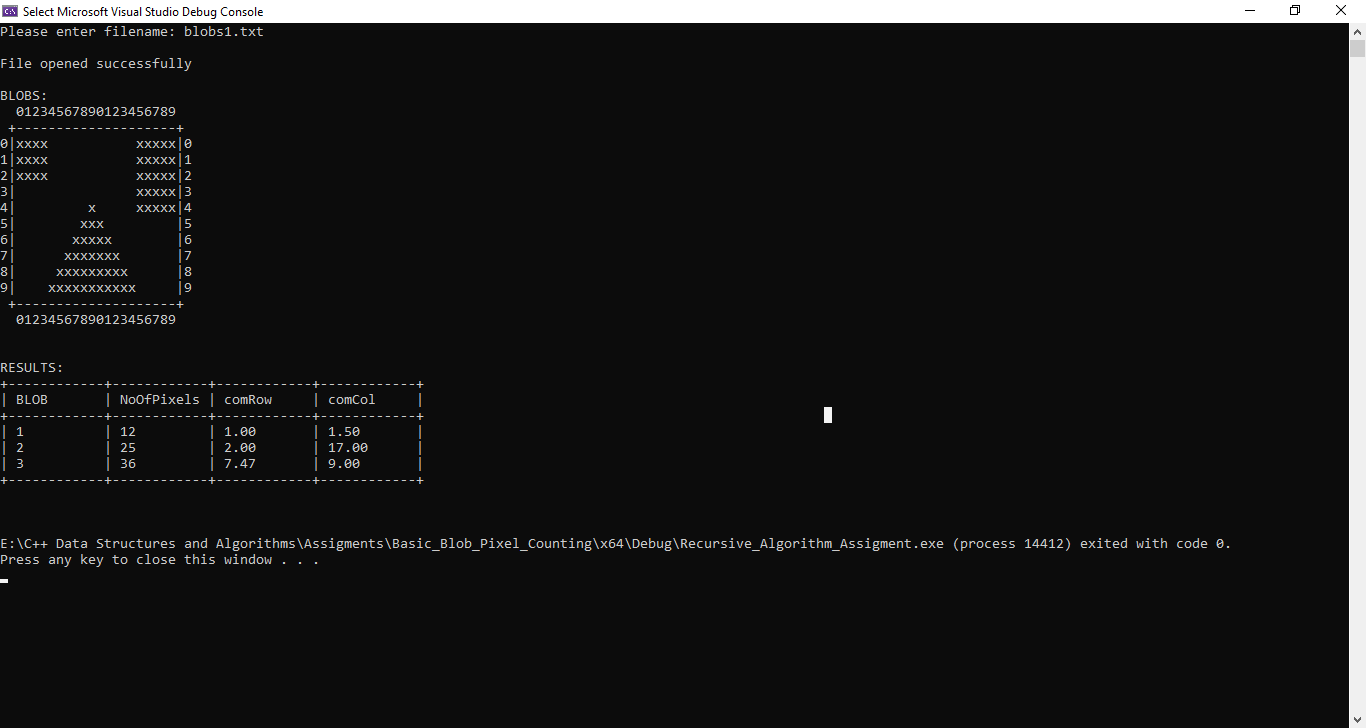 Select Microsoft Visual Studio Debug Console
Please enter filename: blobs1.txt

File opened successfully

BLOBS:
  01234567890123456789
 +--------------------+
0|xxxx           xxxxx|0
1|xxxx           xxxxx|1
2|xxxx           xxxxx|2
3|               xxxxx|3
4|         x     xxxxx|4
5|        xxx         |5
6|       xxxxx        |6
7|      xxxxxxx       |7
8|     xxxxxxxxx      |8
9|    xxxxxxxxxxx     |9
 +--------------------+
  01234567890123456789

RESULTS:
+------------+------------+------------+------------+
| BLOB       | NoOfPixels | comRow     | comCol     |
+------------+------------+------------+------------+
| 1          | 12         | 1.00       | 1.50       |
| 2          | 25         | 2.00       | 17.00      |
| 3          | 36         | 7.47       | 9.00       |
+------------+------------+------------+------------+

E:\C++ Data Structures and Algorithms\Assigments\Basic_Blob_Pixel_Counting\x64\Debug\Recursive_Algorithm_Assigment.exe (process 14412) exited with code 0.
Press any key to close this window . . .